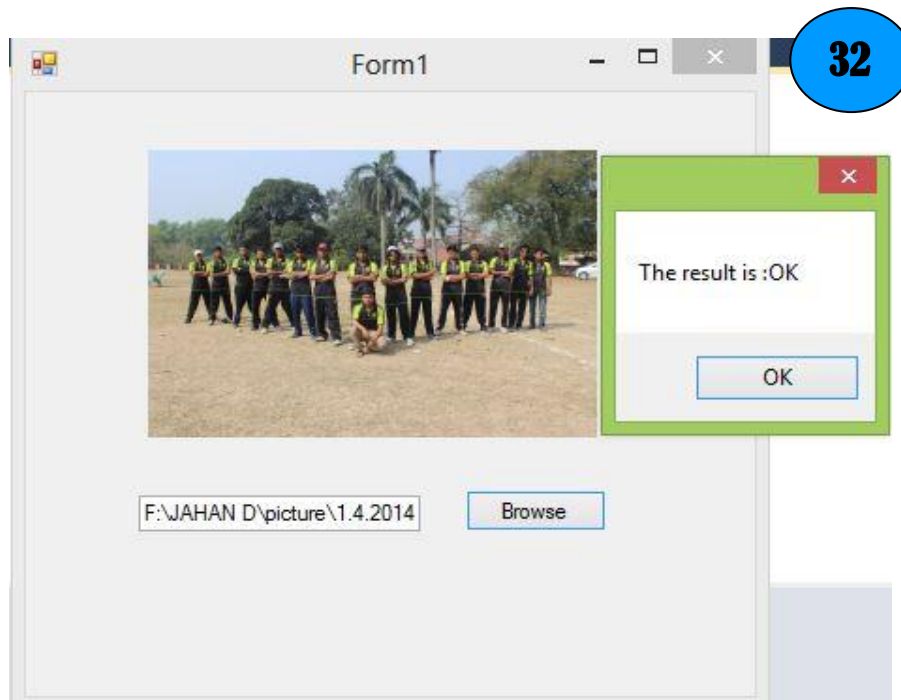 32
Form1
The result is :OK
OK
F:\JAHAN D\picture\1.4.2014
Browse